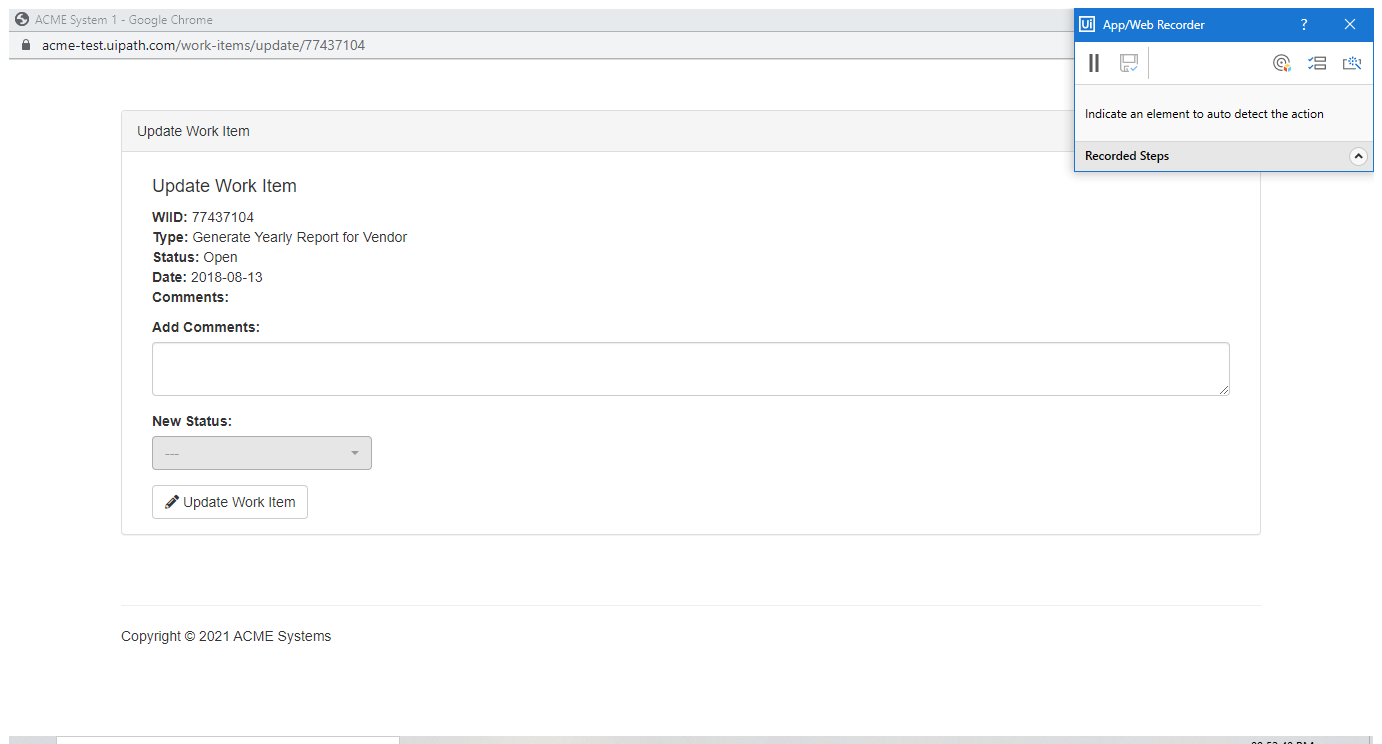 ACME System 1 - Google Chrome
acme-test.uipath.com/work-items/update/77437104
Ui App/Web Recorder ?
Indicate an element to auto detect the action
Recorded Steps
Update Work Item
Update Work Item
WIID: 77437104
Type: Generate Yearly Report for Vendor
Status: Open
Date: 2018-08-13
Comments:
Add Comments:
New Status:
---
Update Work Item
Copyright © 2021 ACME Systems